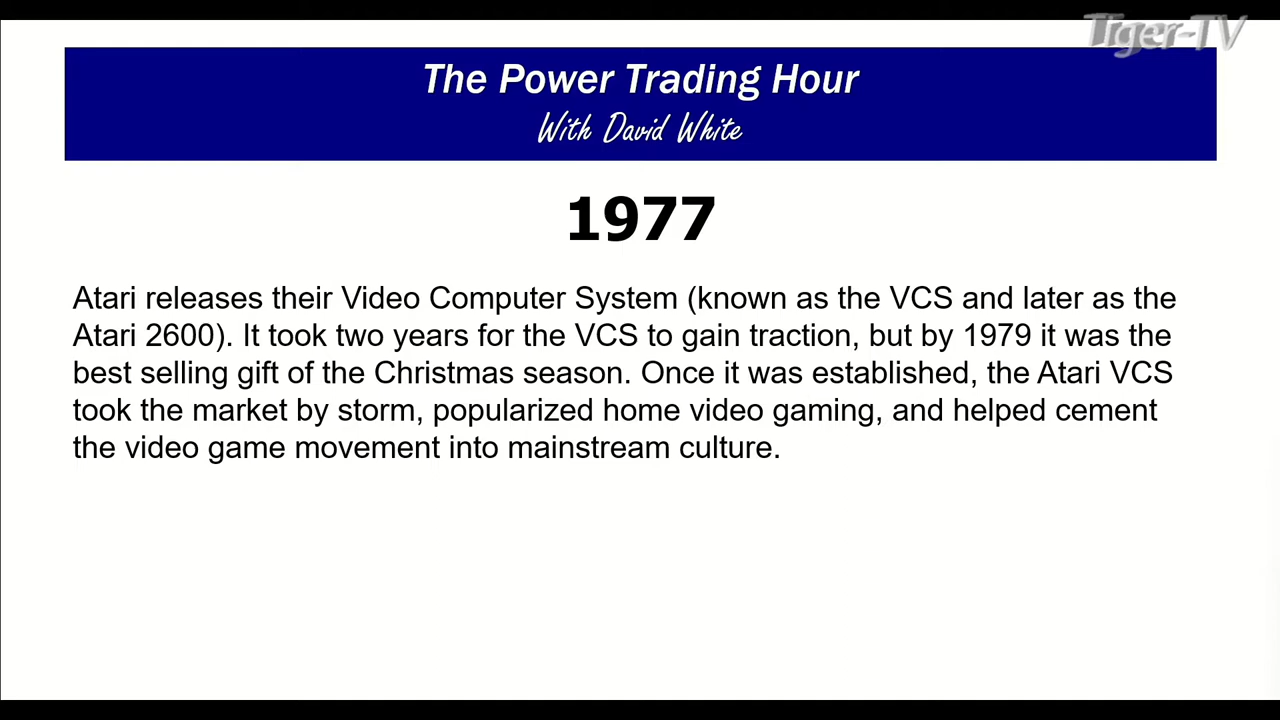 Tiger-TV
The Power Trading Hour
With David White
1977
Atari releases their Video Computer System (known as the VCS and later as the
Atari 2600). It took two years for the VCS to gain traction, but by 1979 it was the
best selling gift of the Christmas season. Once it was established, the Atari VCS
took the market by storm, popularized home video gaming, and helped cement
the video game movement into mainstream culture.